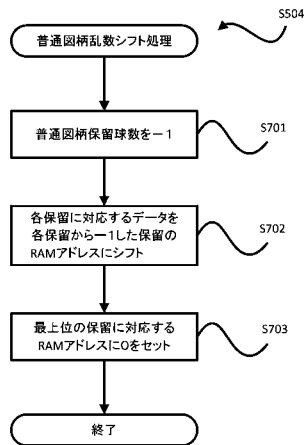 普通図柄乱数シフト処理
S504
普通図柄保留球数を－1
S701
各保留に対応するデータを
各保留から－1した保留の
RAMアドレスにシフト
S702
最上位の保留に対応する
RAMアドレスに0をセット
S703
終了